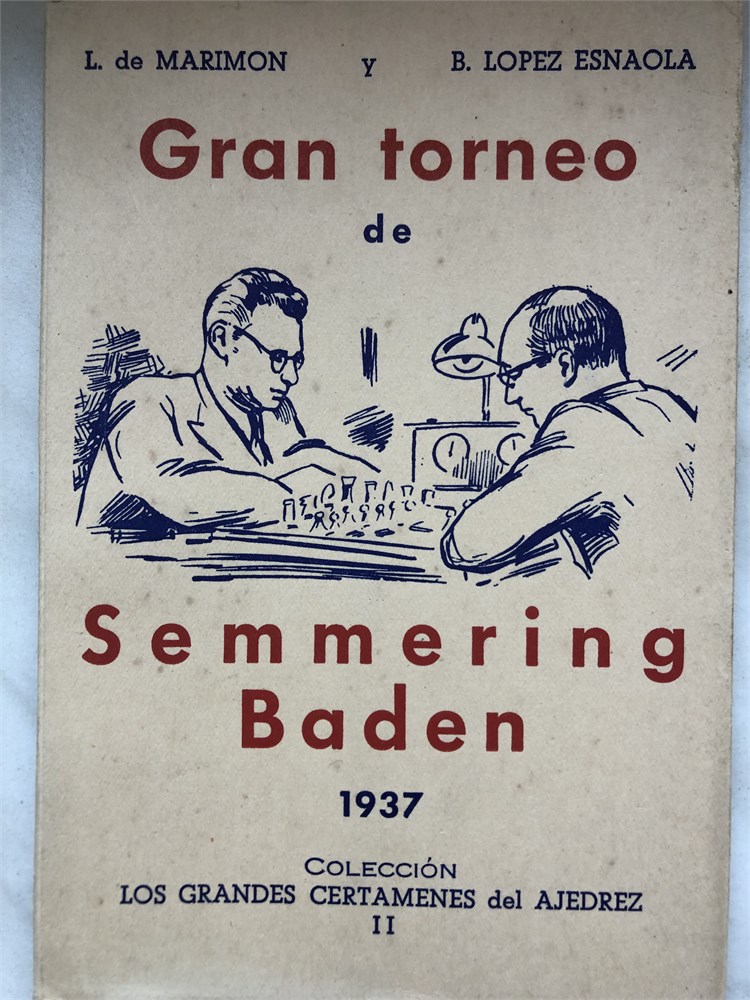 L. de MARIMON y B. LOPEZ ESNAOLA
Gran torneo
de
Semmering
Baden
1937
COLECCIÓN
LOS GRANDES CERTAMENES del AJEDREZ
II